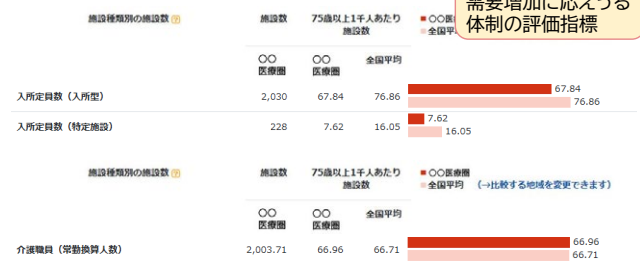 需要増加に応えうる
体制の評価指標
施設種類別の施設数 ?
施設数
75歳以上1千人あたり
施設数
■ 〇〇医
■ 全国平
〇〇
医療圏
〇〇
医療圏
全国平均
入所定員数（入所型）
2,030
67.84
76.86
67.84
76.86
入所定員数（特定施設）
228
7.62
16.05
7.62
16.05
施設種類別の施設数 ?
施設数
75歳以上1千人あたり
施設数
■ 〇〇医療圏
■ 全国平均 （→比較する地域を変更できます）
〇〇
医療圏
〇〇
医療圏
全国平均
介護職員（常勤換算人数）
2,003.71
66.96
66.71
66.96
66.71